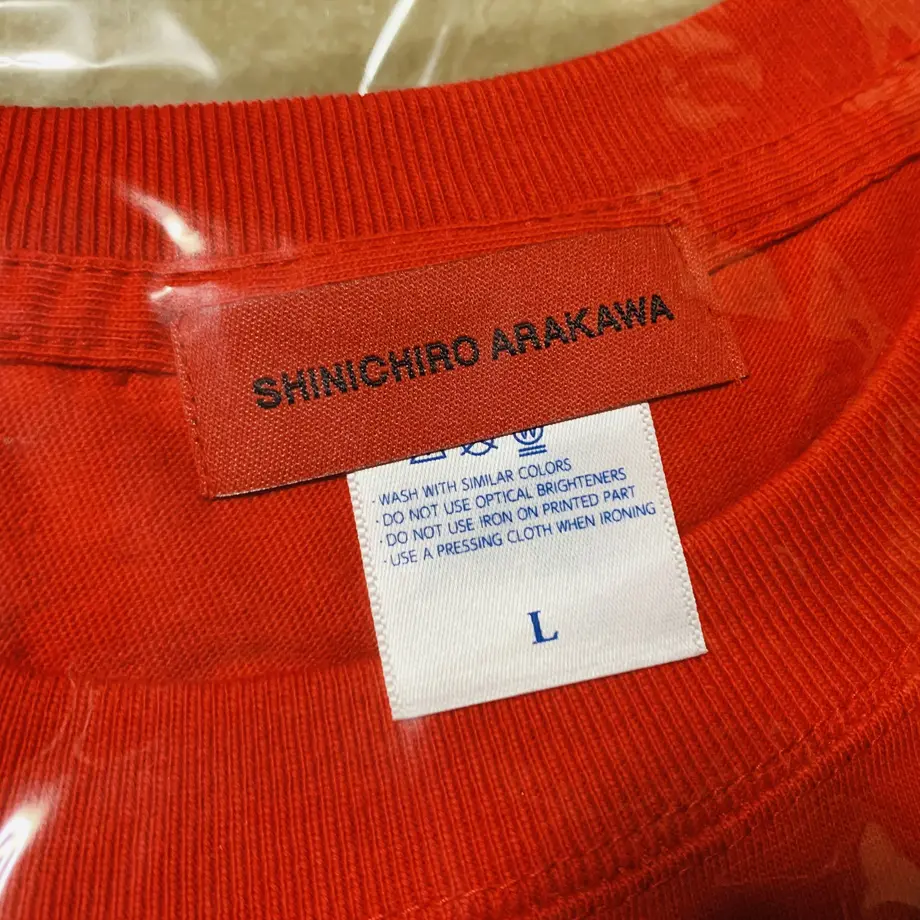 SHINICHIRO ARAKAWA
W
· WASH WITH SIMILAR COLORS
· DO NOT USE OPTICAL BRIGHTENERS
· DO NOT USE IRON ON PRINTED PART
· USE A PRESSING CLOTH WHEN IRONING
L